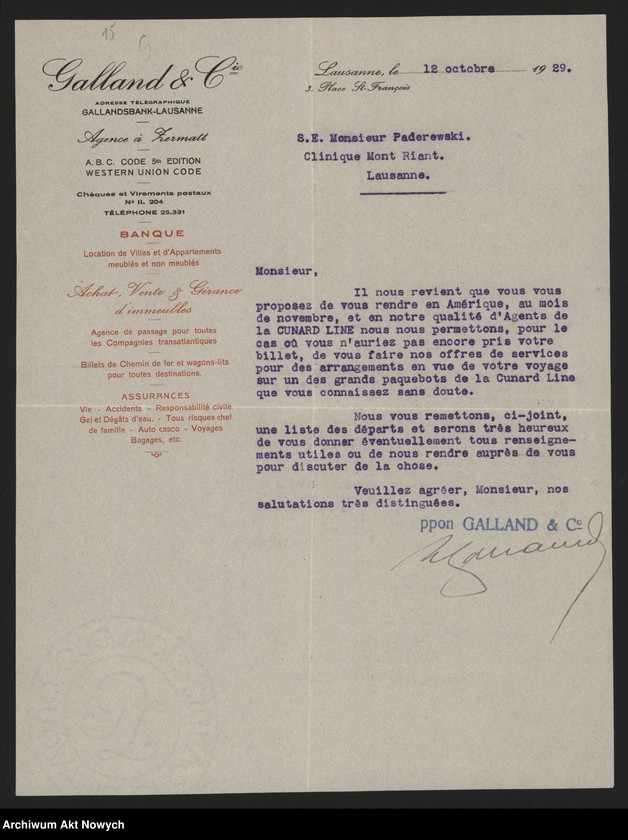 15
Galland & Cie
ADRESSE TÉLÉGRAPHIQUE
GALLANDSBANK-LAUSANNE
Agence à Zermatt
A.B.C. CODE 5th EDITION
WESTERN UNION CODE
Chèques et Virements postaux
No II. 204
TÉLÉPHONE 25.331
BANQUE
Location de Villas et d'Appartements
meublés et non meublés
Achat, Vente & Gérance
d'immeubles
Agence de passage pour toutes
les Compagnies transatlantiques
Billets de Chemin de fer et wagons-lits
pour toutes destinations.
ASSURANCES
Vie - Accidents - Responsabilité civile
Gel et Dégâts d'eau. - Tous risques chef
de famille - Auto casco - Voyages
Bagages, etc.
Lausanne, le 12 octobre 1929.
3. Place St-François
S.E. Monsieur Paderewski.
Clinique Mont Riant.
Lausanne.
Monsieur,
Il nous revient que vous vous
proposez de vous rendre en Amérique, au mois
de novembre, et en notre qualité d'Agents de
la CUNARD LINE nous nous permettons, pour le
cas où vous n'auriez pas encore pris votre
billet, de vous faire nos offres de services
pour des arrangements en vue de votre voyage
sur un des grands paquebots de la Cunard Line
que vous connaissez sans doute.
Nous vous remettons, ci-joint,
une liste des départs et serons très heureux
de vous donner éventuellement tous renseigne-
ments utiles ou de nous rendre auprès de vous
pour discuter de la chose.
Veuillez agréer, Monsieur, nos
salutations très distinguées.
ppon GALLAND & Co
Archiwum Akt Nowych